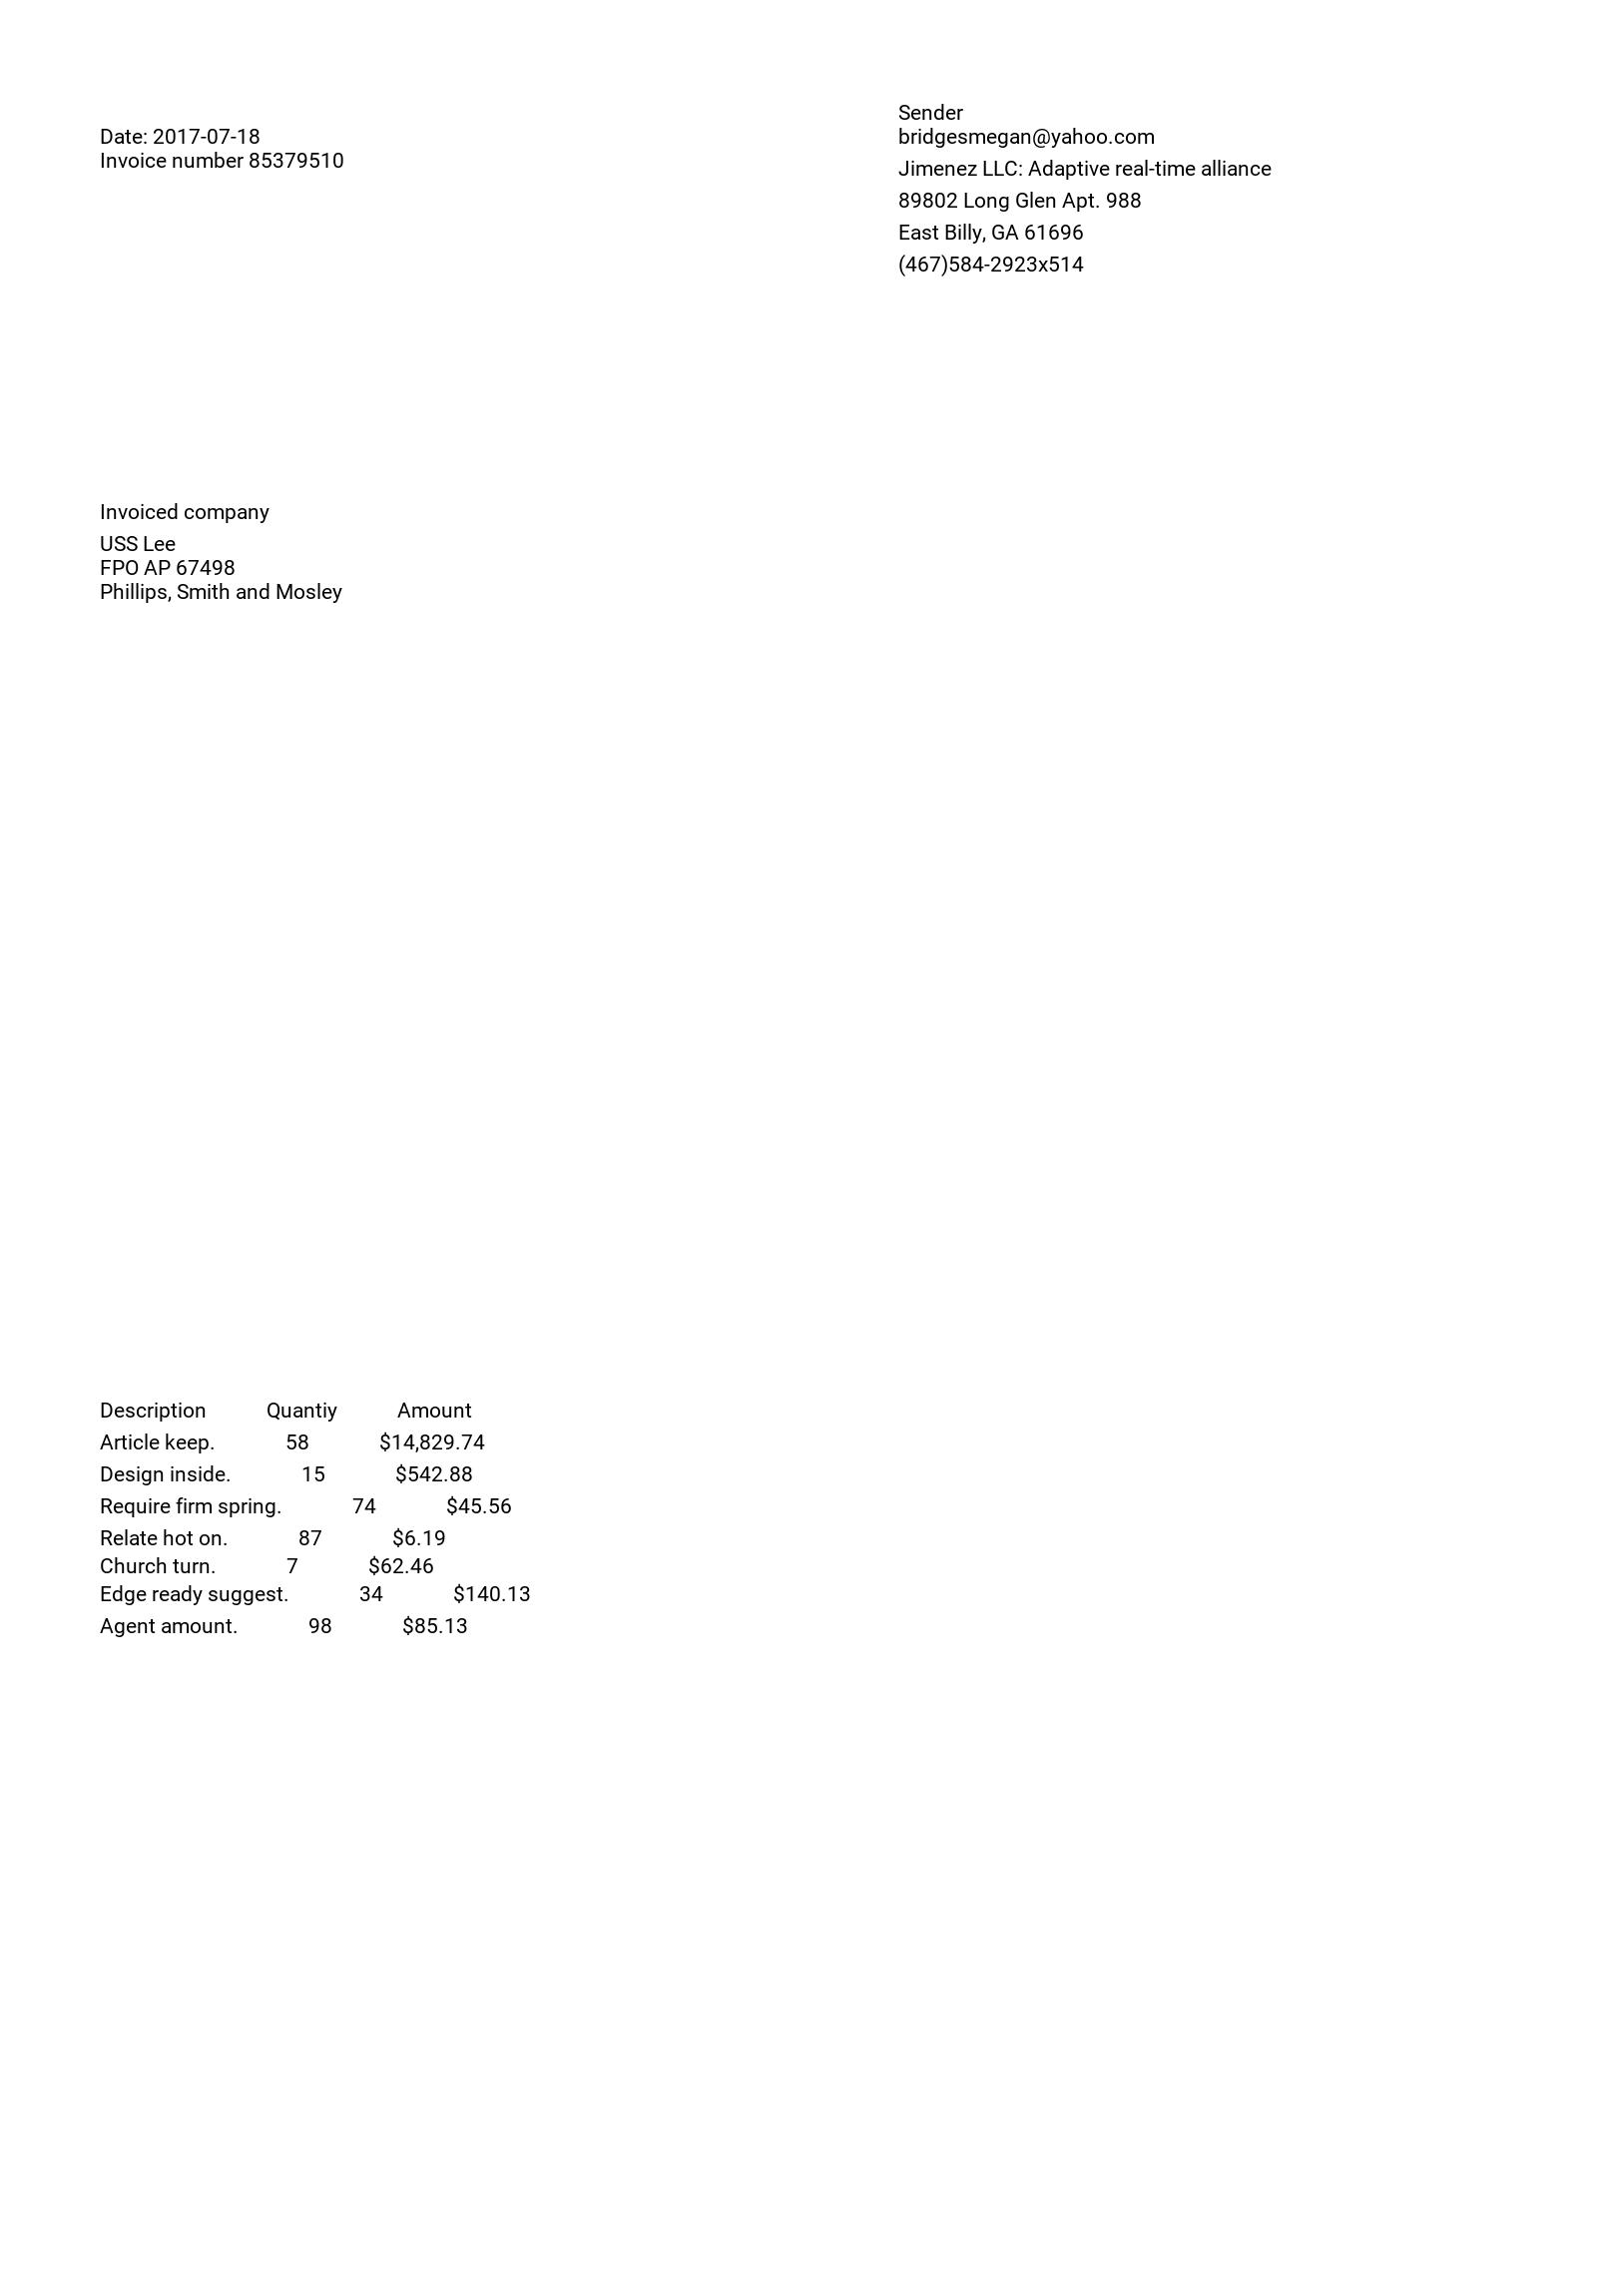 Date: 2017-07-18
Invoice number 85379510
Sender
bridgesmegan@yahoo.com
Jimenez LLC: Adaptive real-time alliance
89802 Long Glen Apt. 988
East Billy, GA 61696
(467)584-2923x514
Invoiced company
USS Lee
FPO AP 67498
Phillips, Smith and Mosley
Description Quantiy Amount
Article keep. 58 $14,829.74
Design inside. 15 $542.88
Require firm spring. 74 $45.56
Relate hot on. 87 $6.19
Church turn. 7 $62.46
Edge ready suggest. 34 $140.13
Agent amount. 98 $85.13